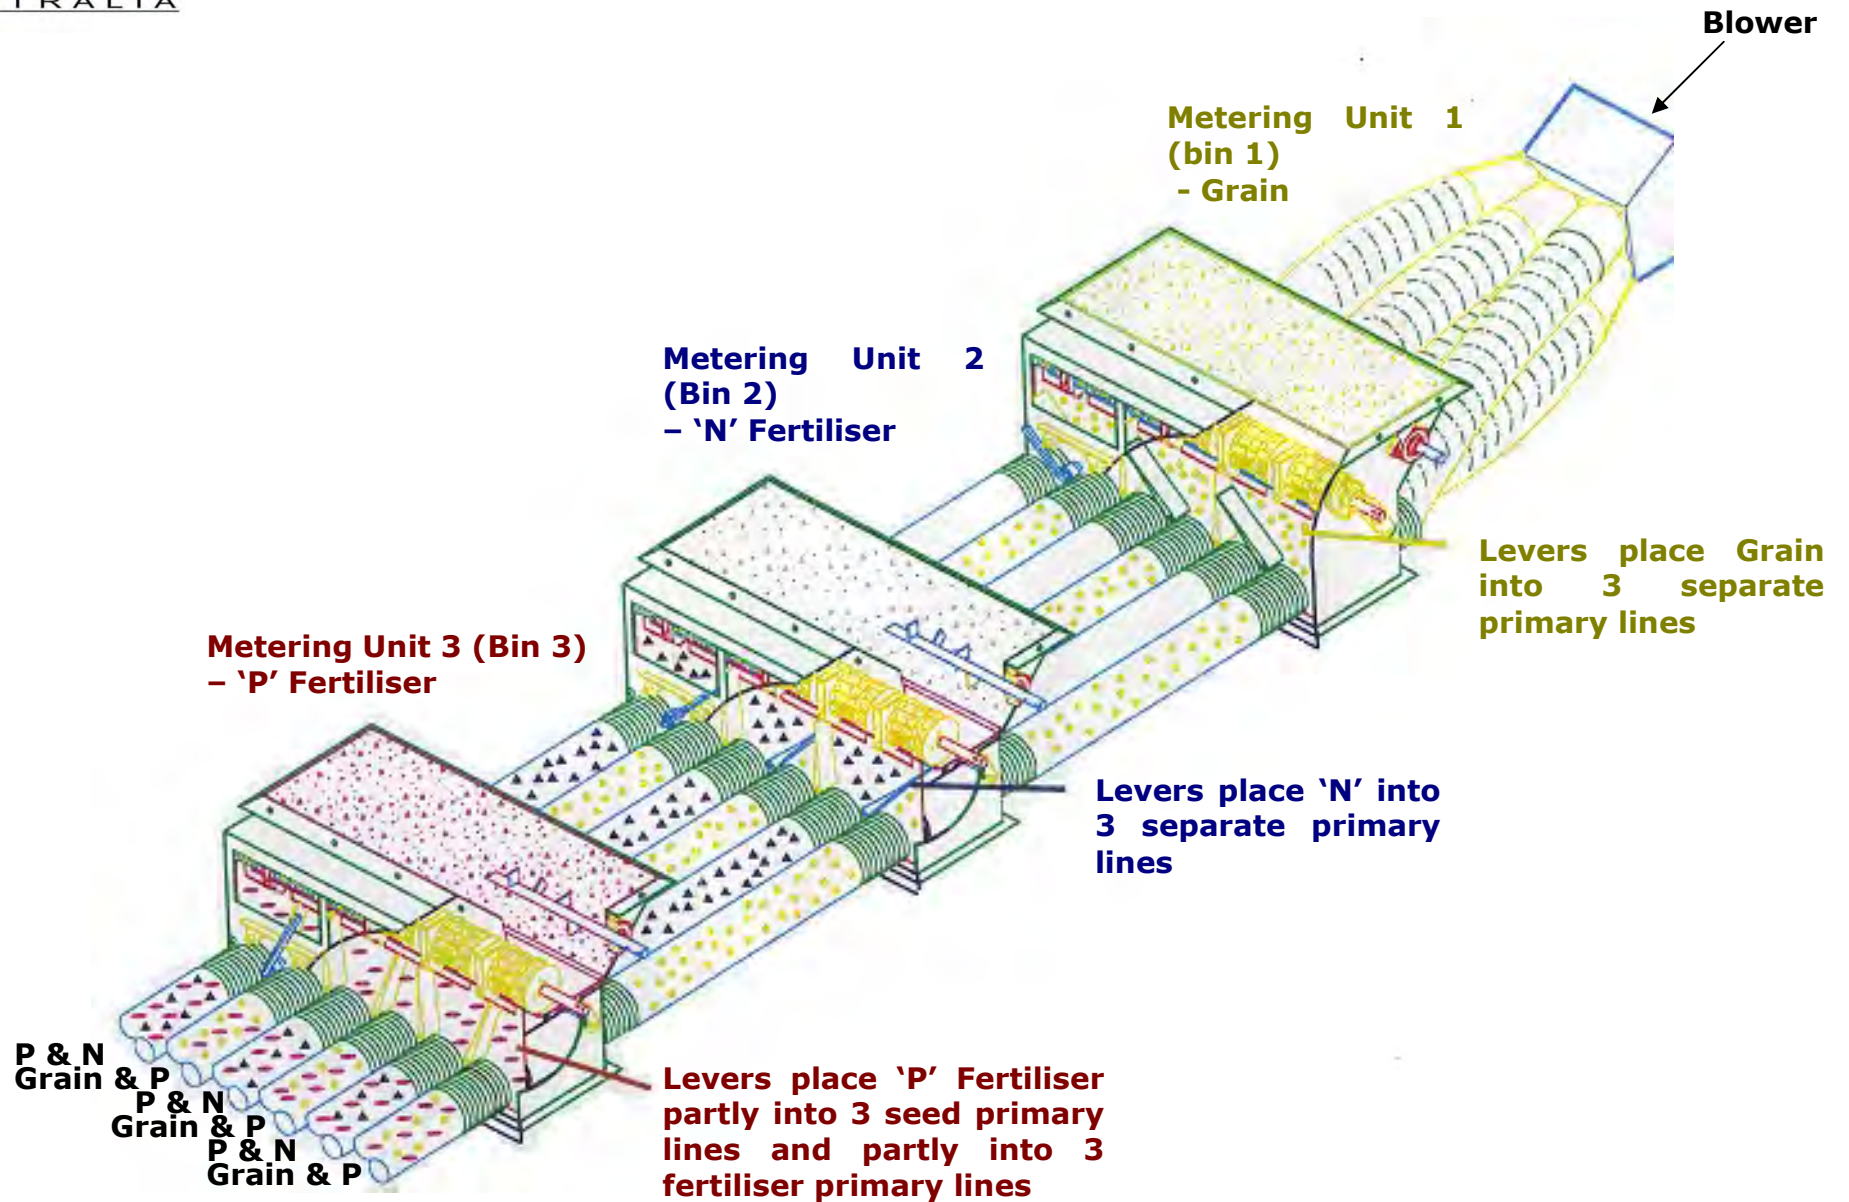 TRALIA
Blower
Metering Unit 1
(bin 1)
- Grain
Metering Unit 2
(Bin 2)
– ‘N’ Fertiliser
Levers place Grain
into 3 separate
primary lines
Metering Unit 3 (Bin 3)
– ‘P’ Fertiliser
Levers place ‘N’ into
3 separate primary
lines
P & N
Grain & P
P & N
Grain & P
P & N
Grain & P
Levers place ‘P’ Fertiliser
partly into 3 seed primary
lines and partly into 3
fertiliser primary lines